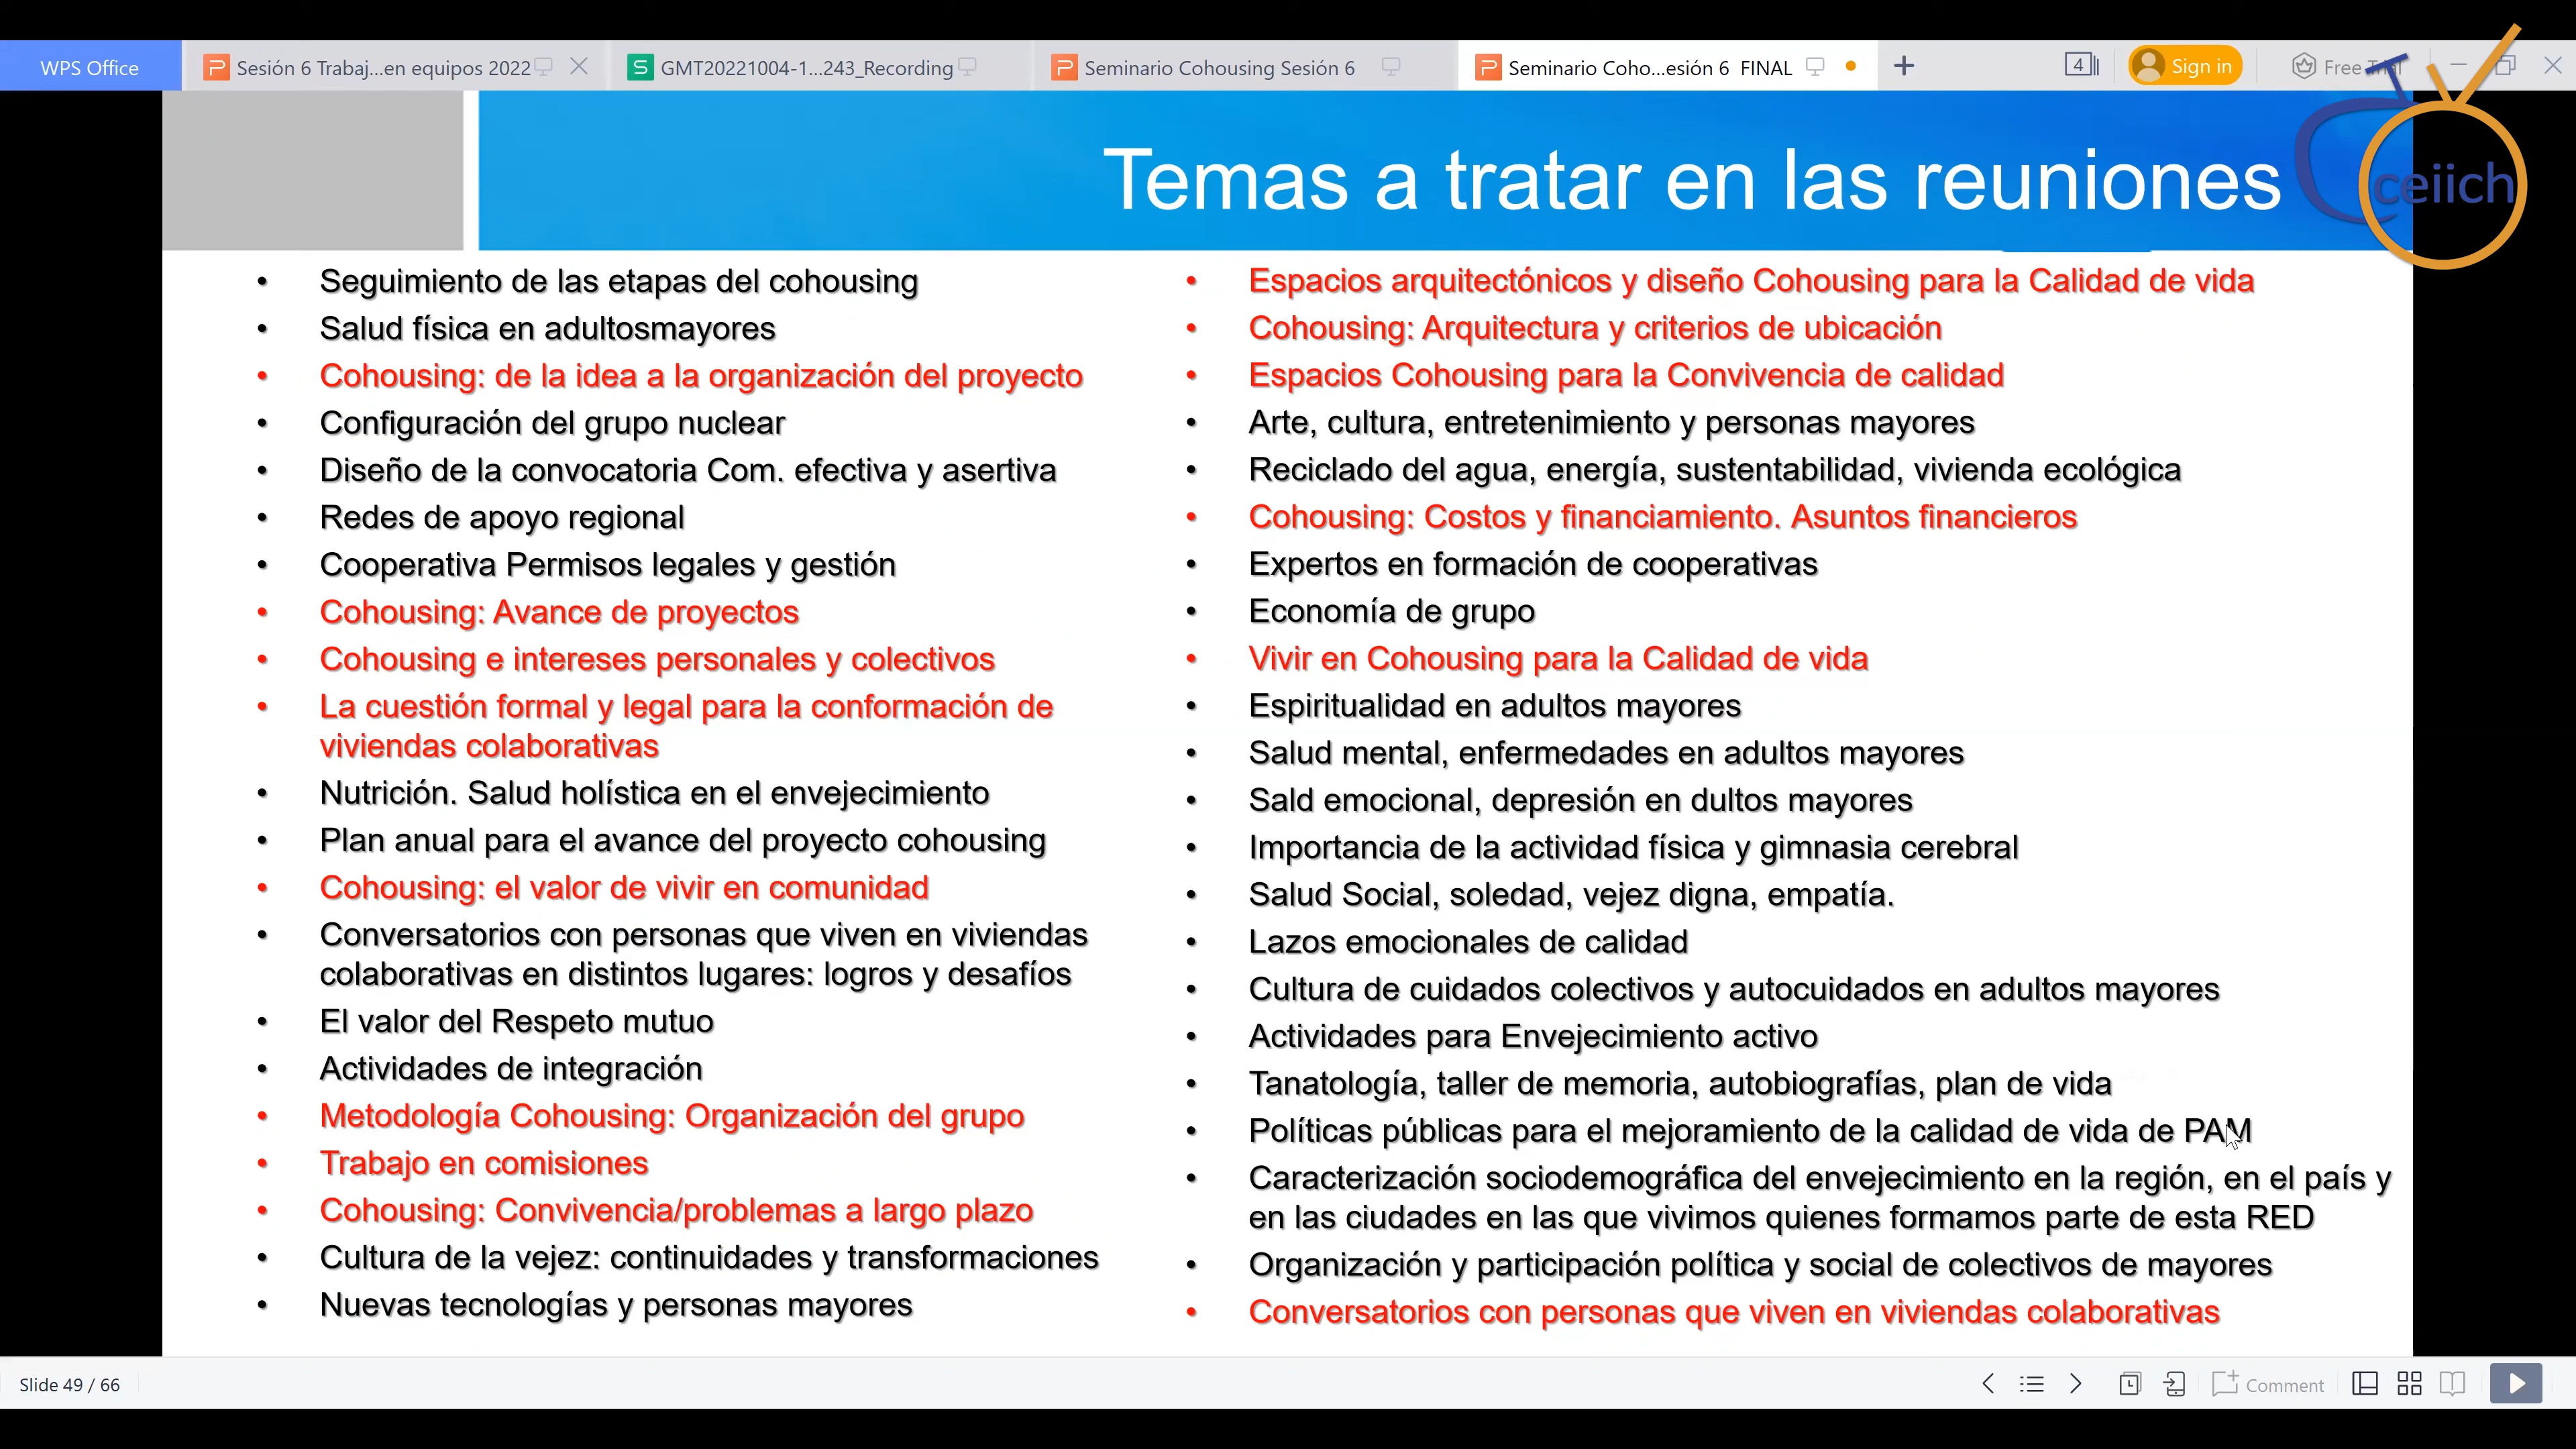 WPS Office
Sesión 6 Trabaj...en equipos 2022
GMT20221004-1...243_Recording
Seminario Cohousing Sesión 6
Seminario Coho...esión 6 FINAL
4
Sign in
Free Trial
ceiich
Temas a tratar en las reuniones
• Seguimiento de las etapas del cohousing
• Salud física en adultosmayores
• Cohousing: de la idea a la organización del proyecto
• Configuración del grupo nuclear
• Diseño de la convocatoria Com. efectiva y asertiva
• Redes de apoyo regional
• Cooperativa Permisos legales y gestión
• Cohousing: Avance de proyectos
• Cohousing e intereses personales y colectivos
• La cuestión formal y legal para la conformación de
viviendas colaborativas
• Nutrición. Salud holística en el envejecimiento
• Plan anual para el avance del proyecto cohousing
• Cohousing: el valor de vivir en comunidad
• Conversatorios con personas que viven en viviendas
colaborativas en distintos lugares: logros y desafíos
• El valor del Respeto mutuo
• Actividades de integración
• Metodología Cohousing: Organización del grupo
• Trabajo en comisiones
• Cohousing: Convivencia/problemas a largo plazo
• Cultura de la vejez: continuidades y transformaciones
• Nuevas tecnologías y personas mayores
• Espacios arquitectónicos y diseño Cohousing para la Calidad de vida
• Cohousing: Arquitectura y criterios de ubicación
• Espacios Cohousing para la Convivencia de calidad
• Arte, cultura, entretenimiento y personas mayores
• Reciclado del agua, energía, sustentabilidad, vivienda ecológica
• Cohousing: Costos y financiamiento. Asuntos financieros
• Expertos en formación de cooperativas
• Economía de grupo
• Vivir en Cohousing para la Calidad de vida
• Espiritualidad en adultos mayores
• Salud mental, enfermedades en adultos mayores
• Sald emocional, depresión en dultos mayores
• Importancia de la actividad física y gimnasia cerebral
• Salud Social, soledad, vejez digna, empatía.
• Lazos emocionales de calidad
• Cultura de cuidados colectivos y autocuidados en adultos mayores
• Actividades para Envejecimiento activo
• Tanatología, taller de memoria, autobiografías, plan de vida
• Políticas públicas para el mejoramiento de la calidad de vida de PAM
• Caracterización sociodemográfica del envejecimiento en la región, en el país y
en las ciudades en las que vivimos quienes formamos parte de esta RED
• Organización y participación política y social de colectivos de mayores
• Conversatorios con personas que viven en viviendas colaborativas
Slide 49 / 66
Comment